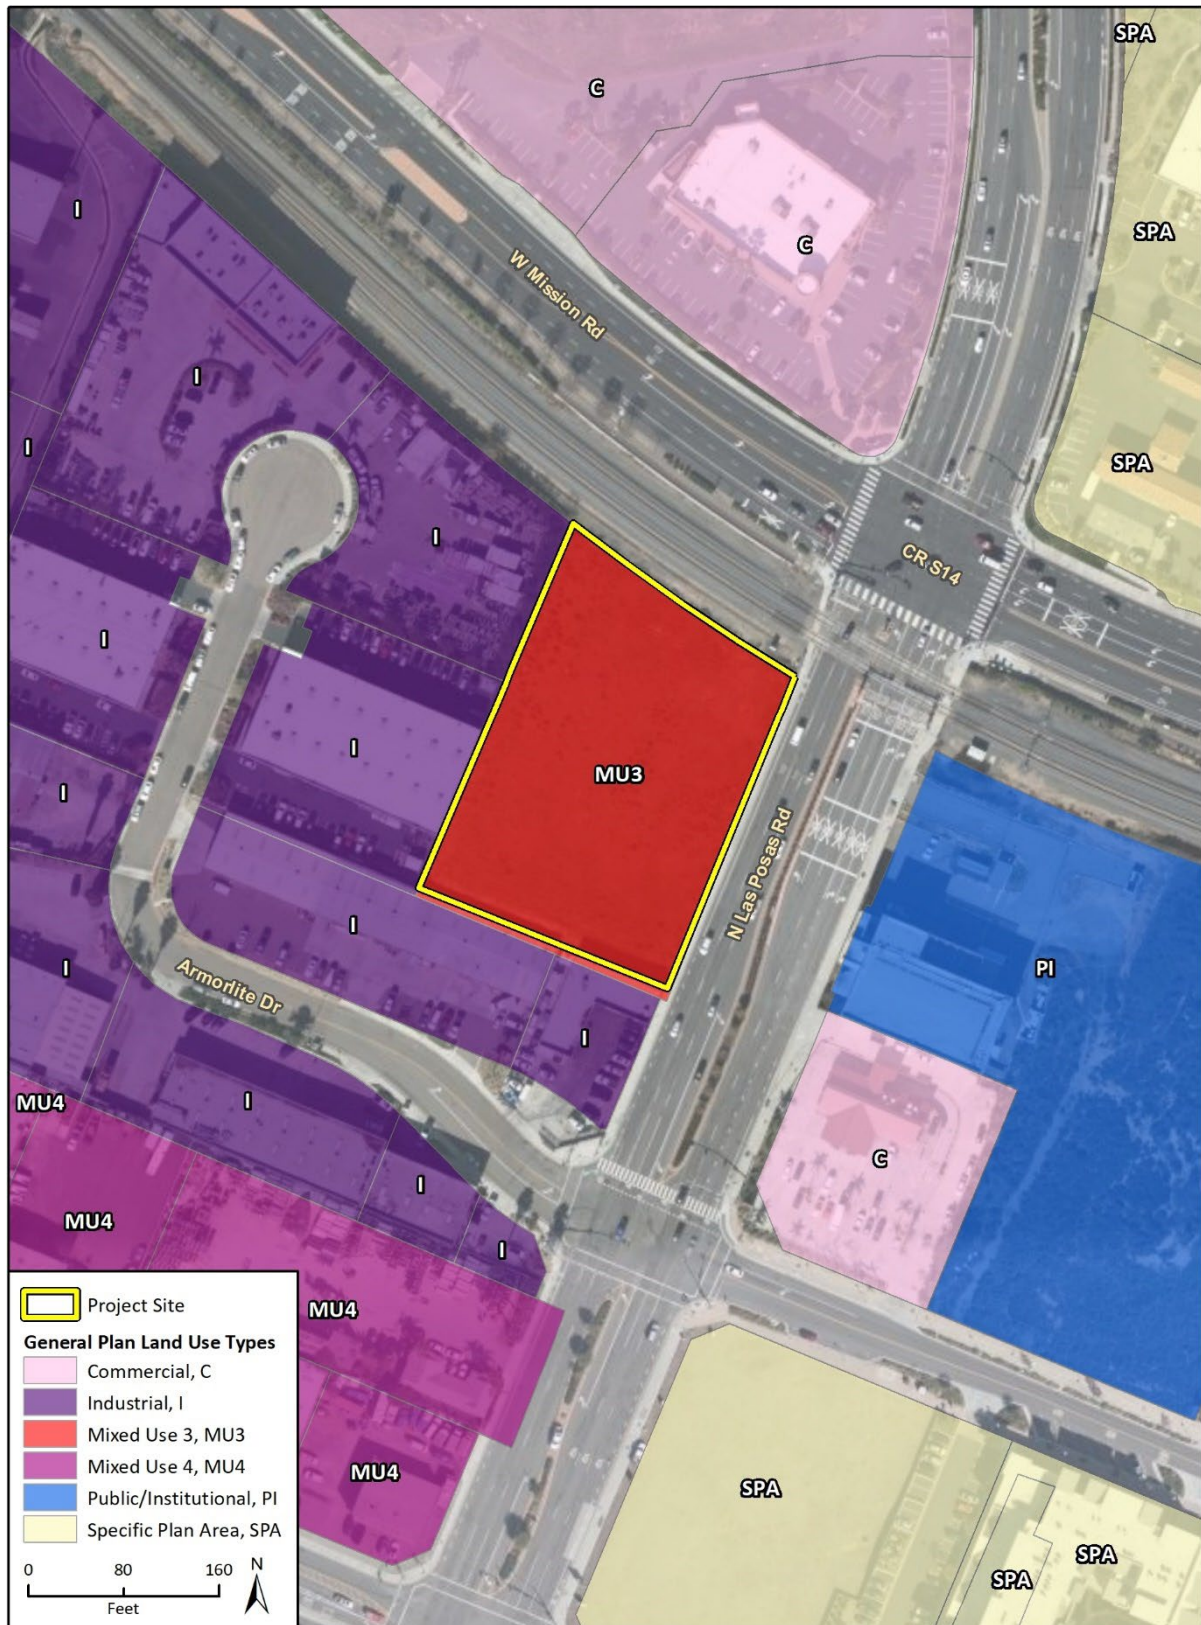 SPA
C
I
C
SPA
W Mission Rd
I
I
SPA
I
CR S14
I
I
MU3
I
N Las Posas Rd
I
I
PI
Armorlite Dr
I
MU4
I
C
I
MU4
I
MU4
MU4
SPA
SPA
SPA
Project Site
General Plan Land Use Types
Commercial, C
Industrial, I
Mixed Use 3, MU3
Mixed Use 4, MU4
Public/Institutional, PI
Specific Plan Area, SPA
0 80 160
Feet
N